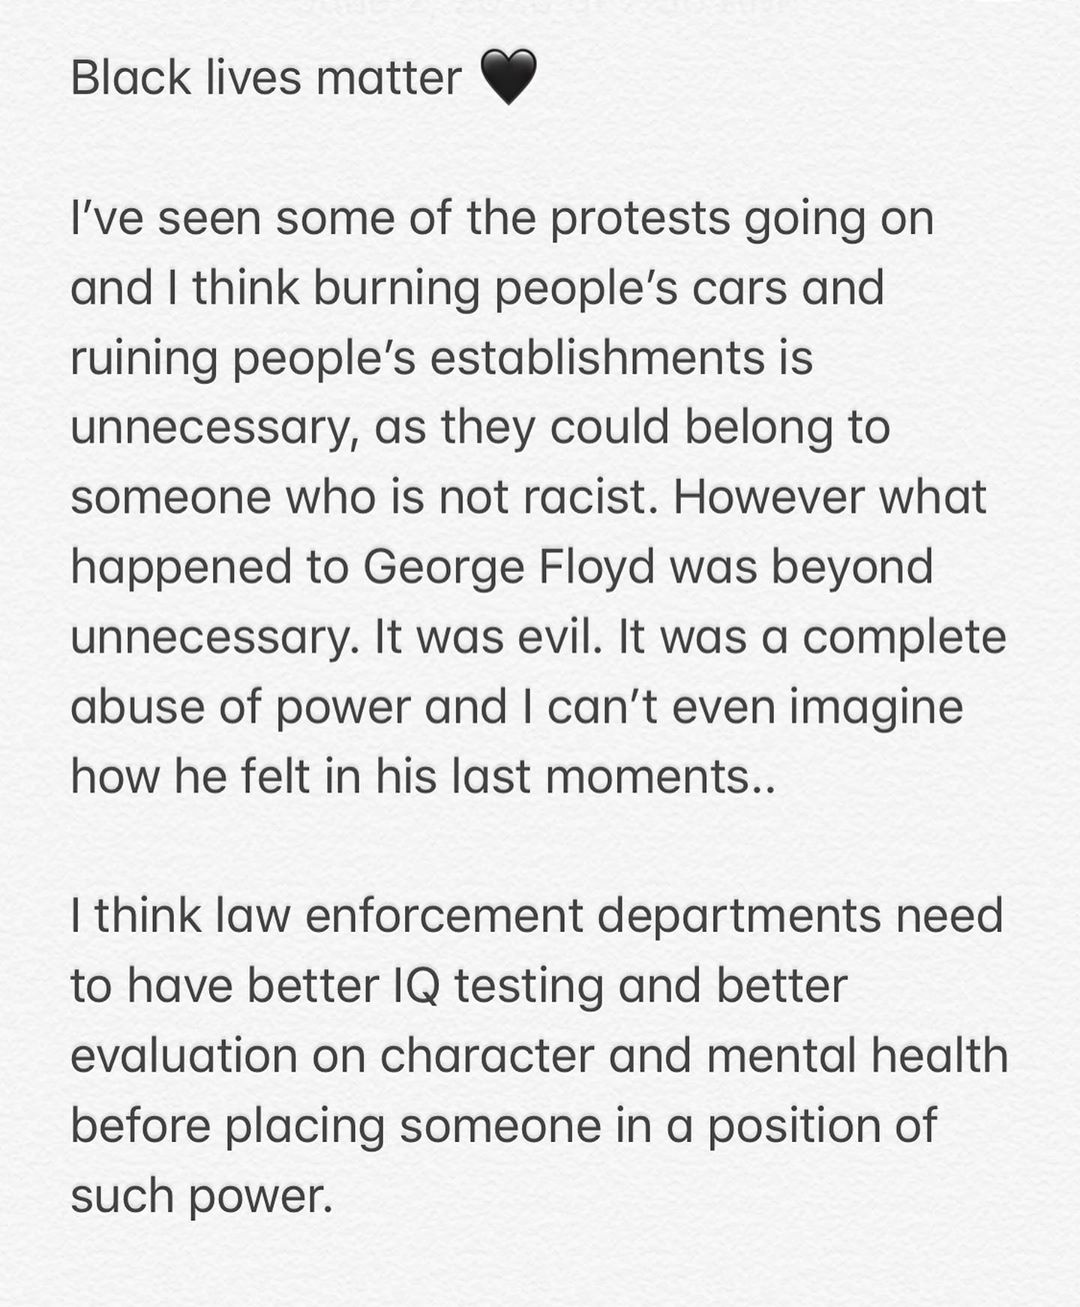 Black lives matter 🖤
I’ve seen some of the protests going on
and I think burning people’s cars and
ruining people’s establishments is
unnecessary, as they could belong to
someone who is not racist. However what
happened to George Floyd was beyond
unnecessary. It was evil. It was a complete
abuse of power and I can’t even imagine
how he felt in his last moments..
I think law enforcement departments need
to have better IQ testing and better
evaluation on character and mental health
before placing someone in a position of
such power.